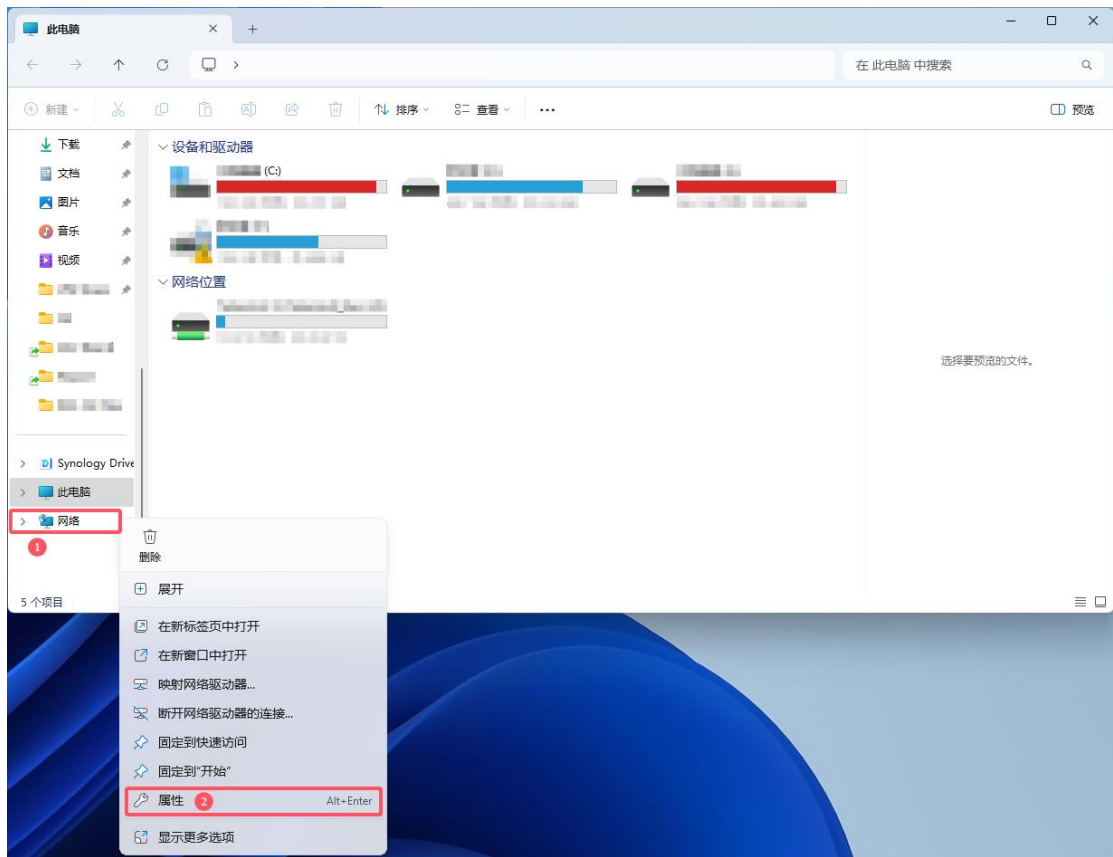 此电脑
在 此电脑 中搜索
新建
排序
查看
预览
下载
文档
图片
音乐
视频
Synology Drive
此电脑
网络
1
5 个项目
设备和驱动器
(C:)
网络位置
选择要预览的文件。
删除
展开
在新标签页中打开
在新窗口中打开
映射网络驱动器...
断开网络驱动器的连接...
固定到快速访问
固定到"开始"
属性 2 Alt+Enter
显示更多选项